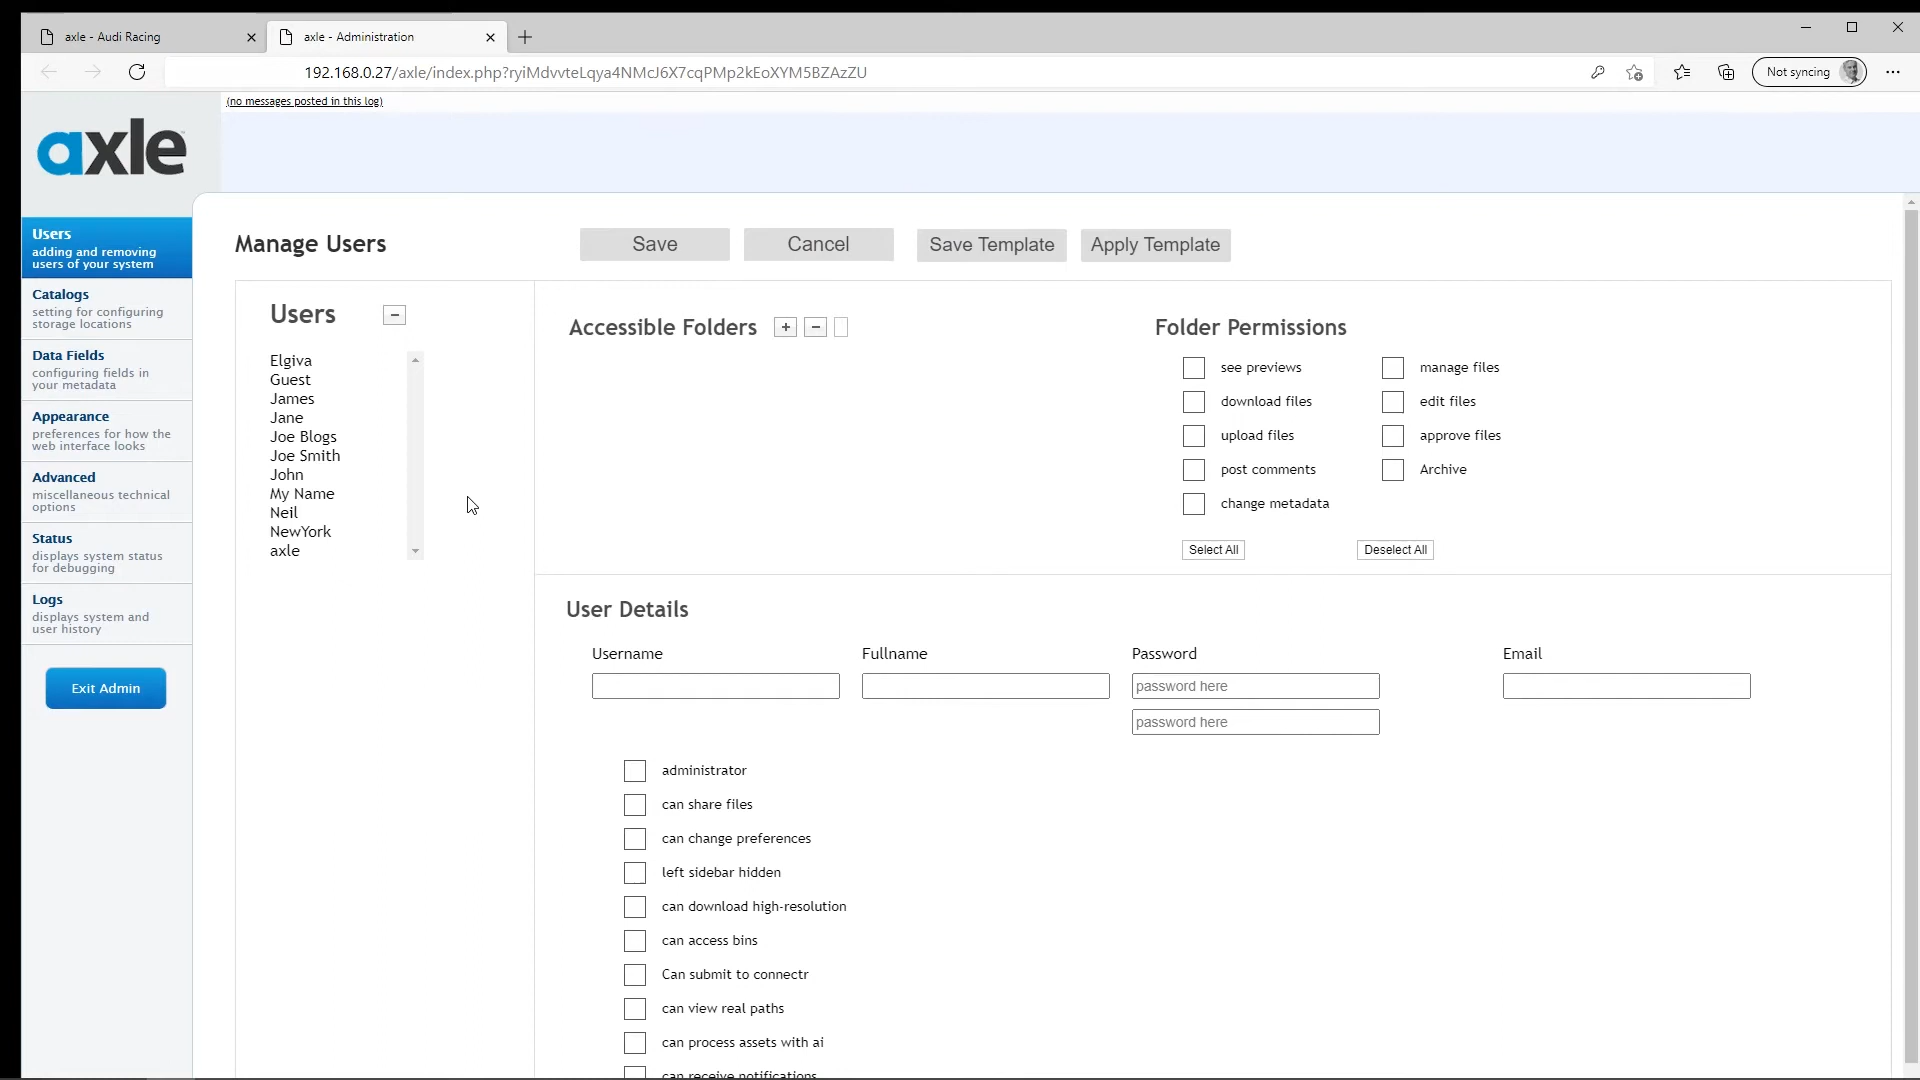 axle - Audi Racing
axle - Administration
192.168.0.27/axle/index.php?ryiMdvvteLqya4NMcJ6X7cqPMp2kEoXYM5BZAzZU
Not syncing
(no messages posted in this log)
axle
Users
adding and removing
users of your system
Catalogs
setting for configuring
storage locations
Data Fields
configuring fields in
your metadata
Appearance
preferences for how the
web interface looks
Advanced
miscellaneous technical
options
Status
displays system status
for debugging
Logs
displays system and
user history
Exit Admin
Manage Users
Save
Cancel
Save Template
Apply Template
Users
Elgiva
Guest
James
Jane
Joe Blogs
Joe Smith
John
My Name
Neil
NewYork
axle
Accessible Folders
Folder Permissions
see previews
manage files
download files
edit files
upload files
approve files
post comments
Archive
change metadata
Select All
Deselect All
User Details
Username
Fullname
Password
Email
password here
password here
administrator
can share files
can change preferences
left sidebar hidden
can download high-resolution
can access bins
Can submit to connectr
can view real paths
can process assets with ai
can receive notifications